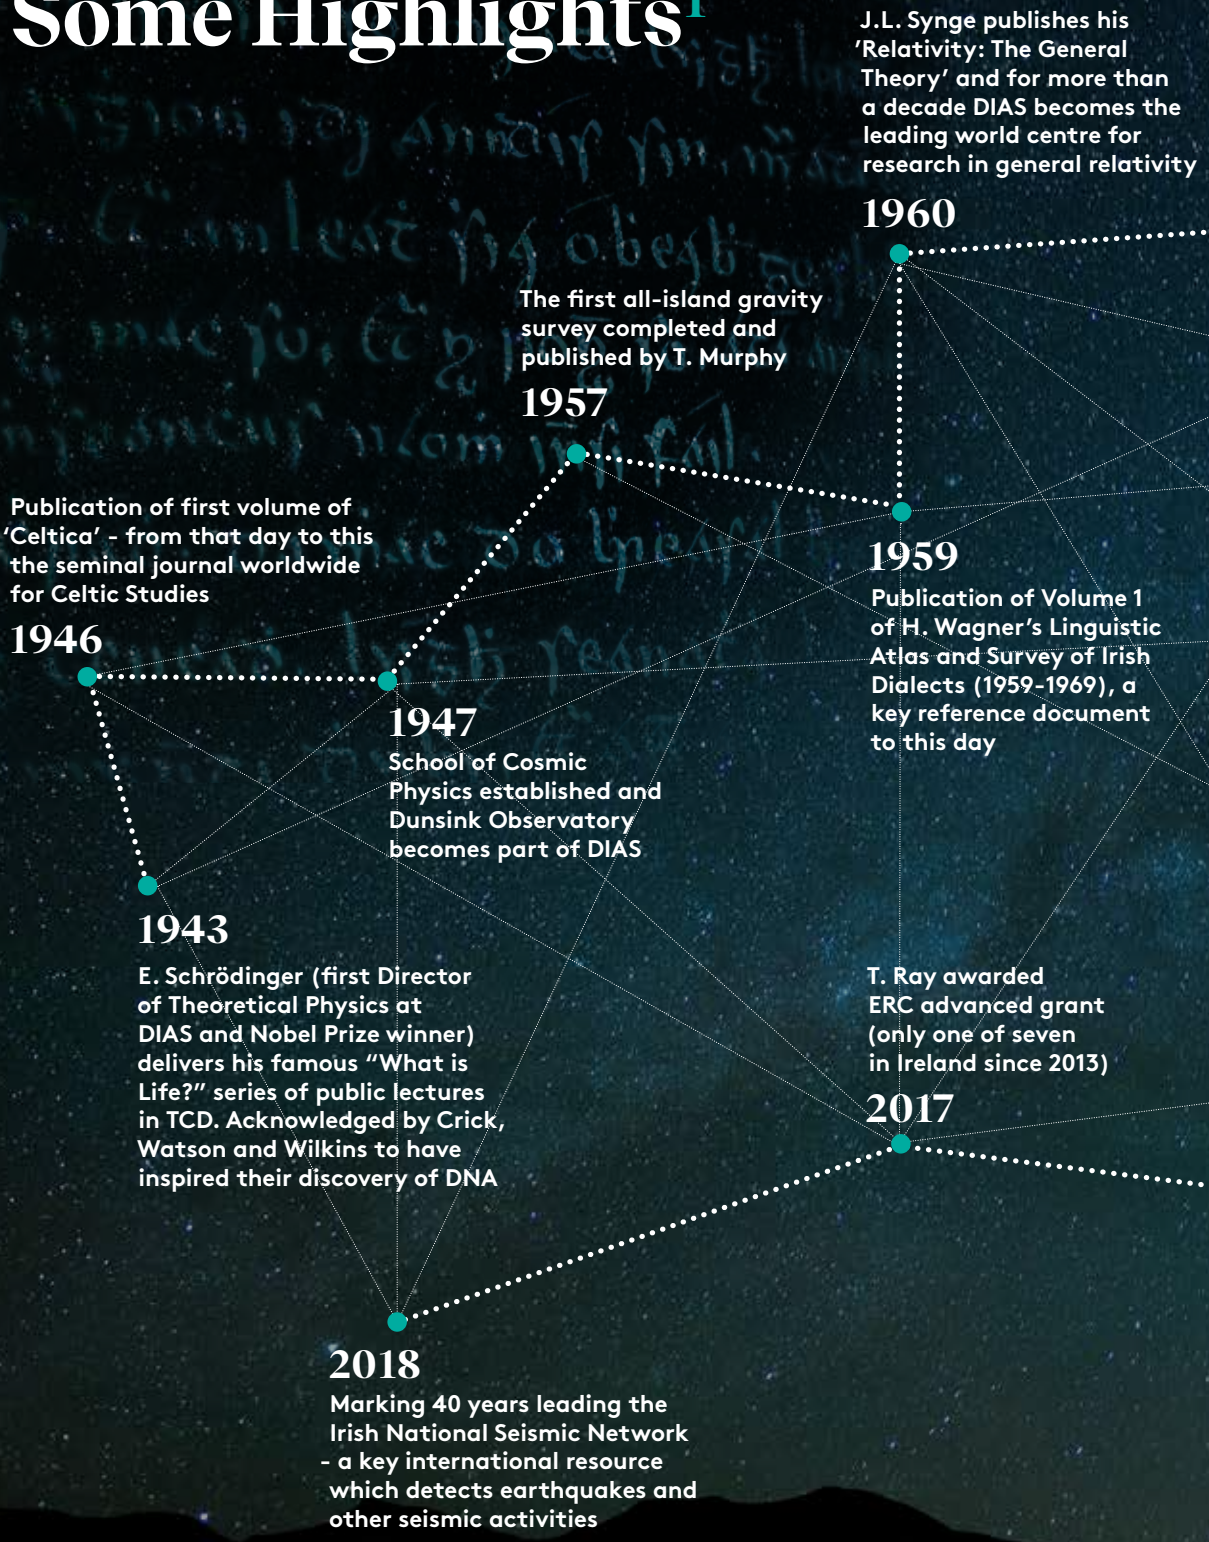 Some Highlights1
J.L. Synge publishes his
'Relativity: The General
Theory' and for more than
a decade DIAS becomes the
leading world centre for
research in general relativity
1960
The first all-island gravity
survey completed and
published by T. Murphy
1957
Publication of first volume of
'Celtica' - from that day to this
the seminal journal worldwide
for Celtic Studies
1946
1959
Publication of Volume 1
of H. Wagner's Linguistic
Atlas and Survey of Irish
Dialects (1959-1969), a
key reference document
to this day
1947
School of Cosmic
Physics established and
Dunsink Observatory
becomes part of DIAS
1943
E. Schrödinger (first Director
of Theoretical Physics at
DIAS and Nobel Prize winner)
delivers his famous "What is
Life?" series of public lectures
in TCD. Acknowledged by Crick,
Watson and Wilkins to have
inspired their discovery of DNA
T. Ray awarded
ERC advanced grant
(only one of seven
in Ireland since 2013)
2017
2018
Marking 40 years leading the
Irish National Seismic Network
- a key international resource
which detects earthquakes and
other seismic activities